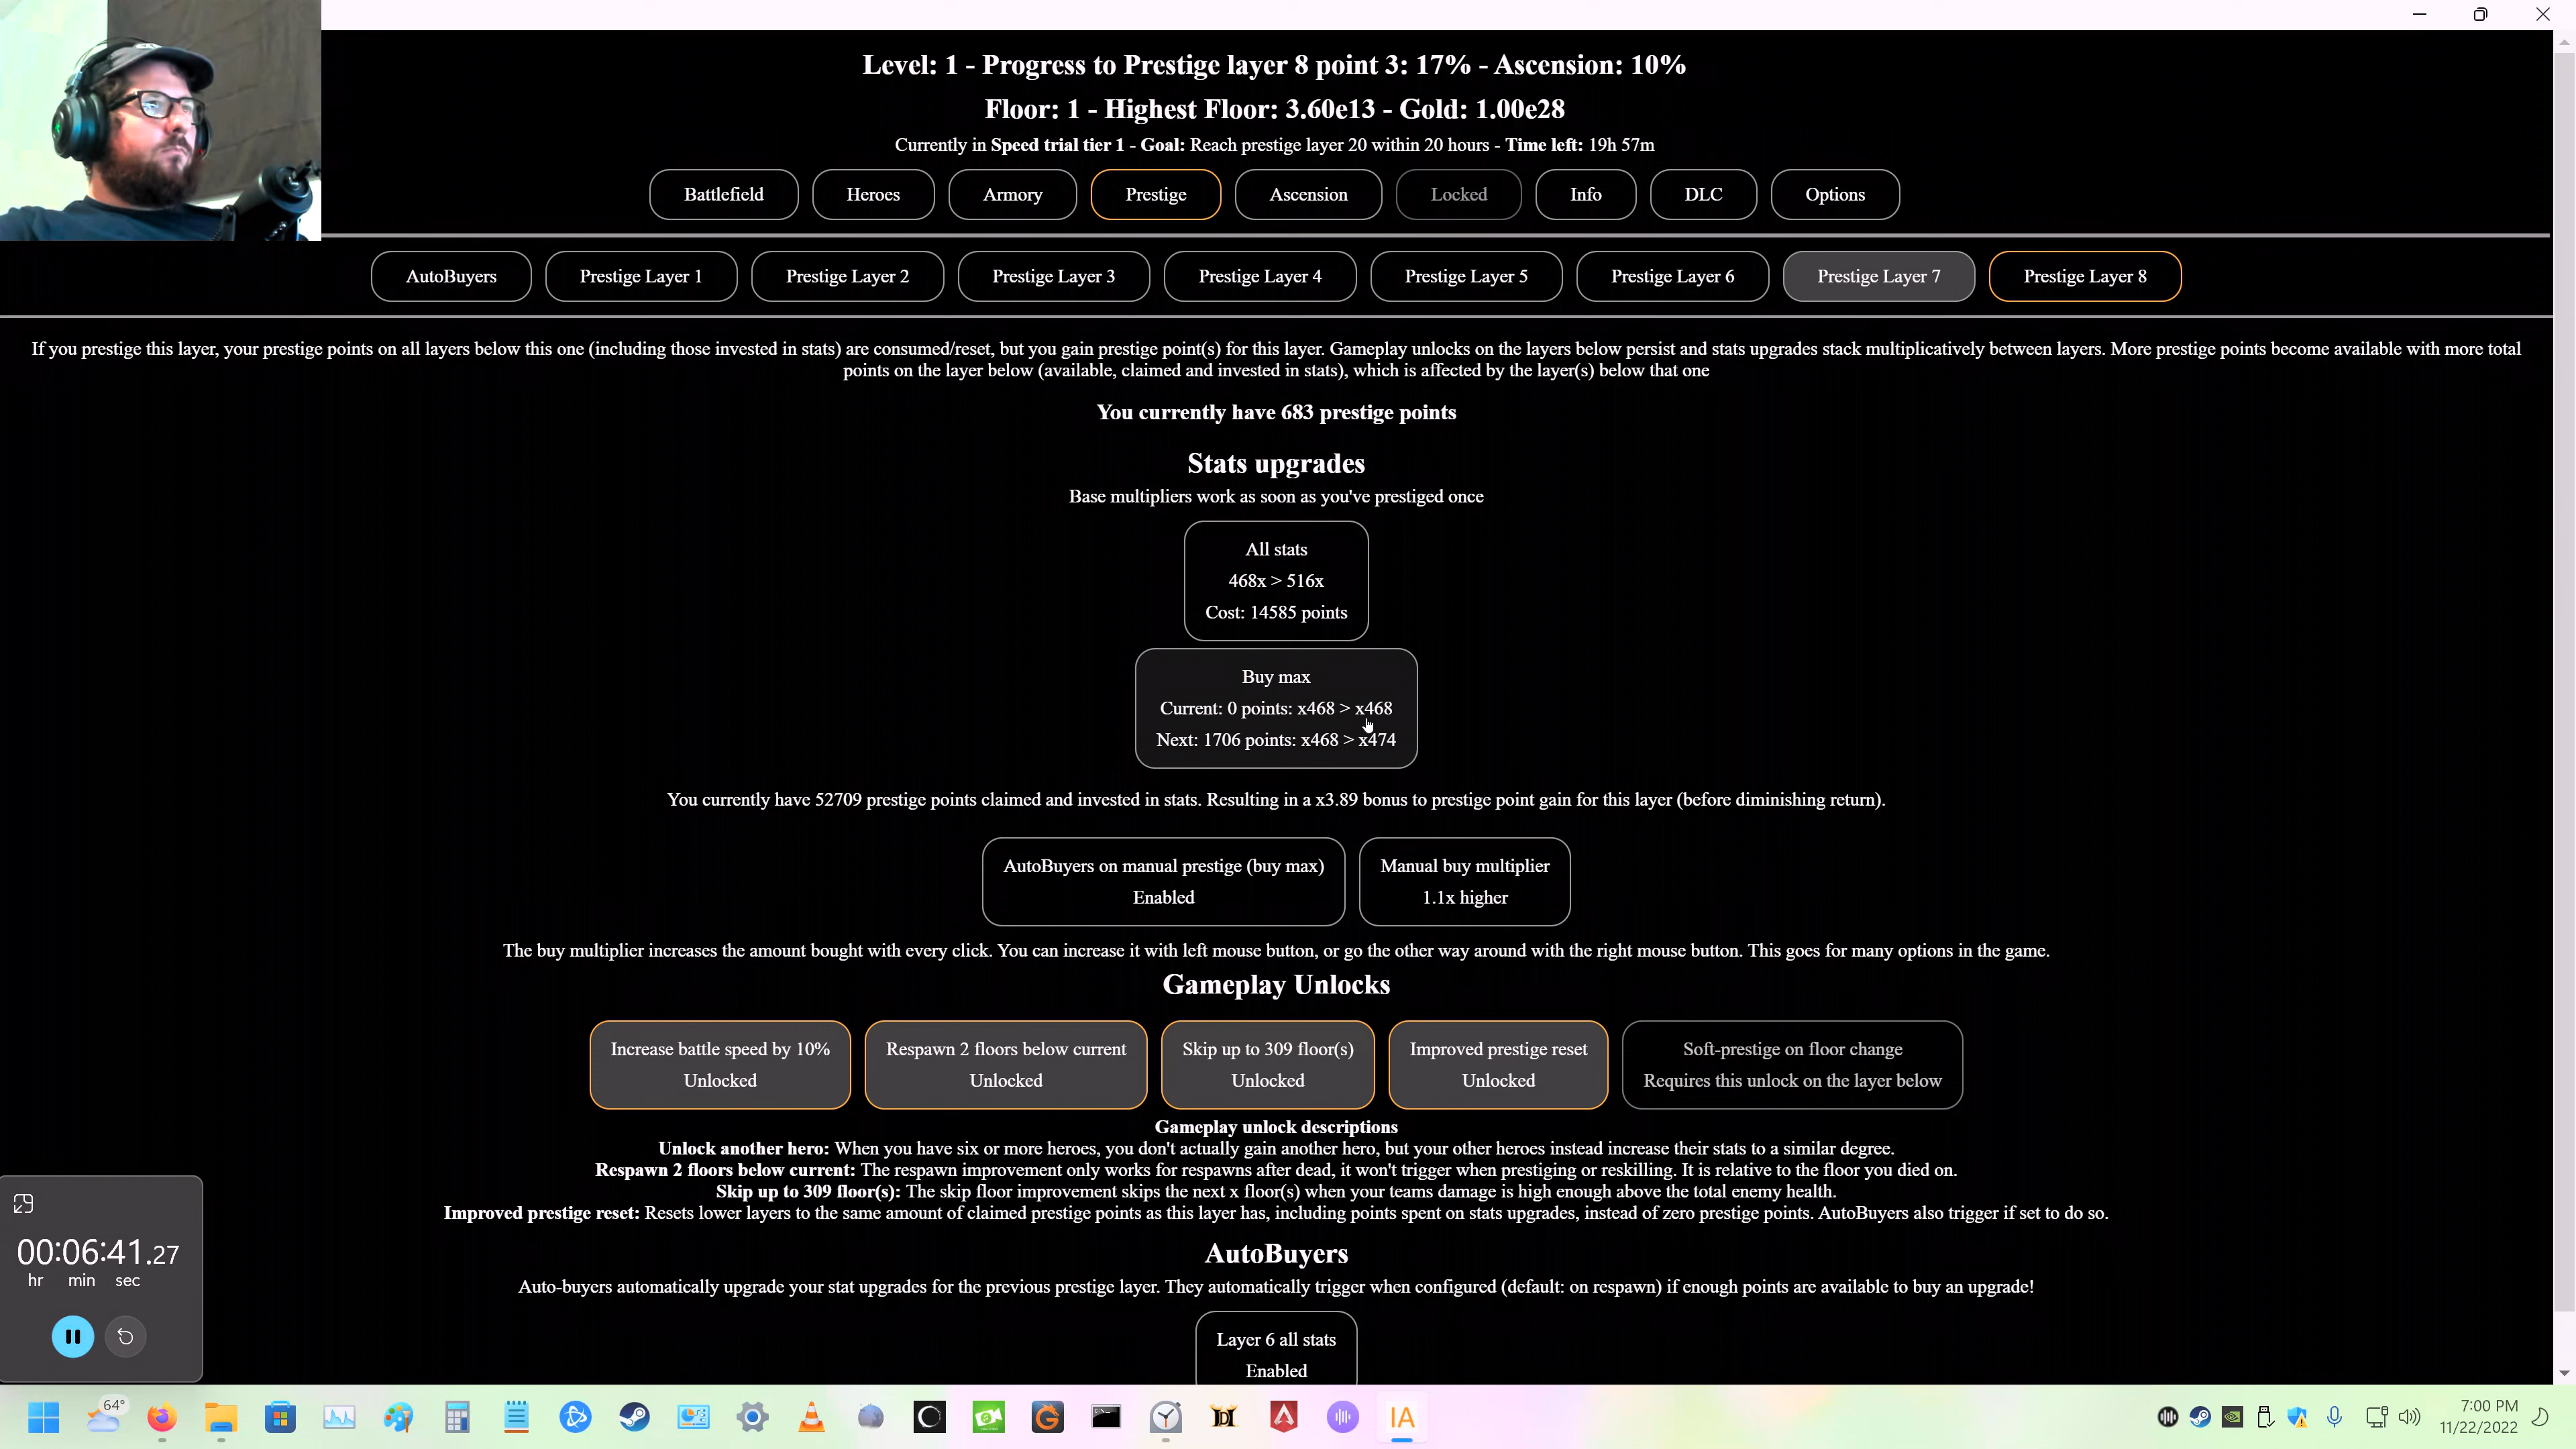 Level: 1 - Progress to Prestige layer 8 point 3: 17% - Ascension: 10%
Floor: 1 - Highest Floor: 3.60e13 - Gold: 1.00e28
Currently in Speed trial tier 1 - Goal: Reach prestige layer 20 within 20 hours - Time left: 19h 57m
Battlefield Heroes Armory Prestige Ascension Locked Info DLC Options
AutoBuyers Prestige Layer 1 Prestige Layer 2 Prestige Layer 3 Prestige Layer 4 Prestige Layer 5 Prestige Layer 6 Prestige Layer 7 Prestige Layer 8
If you prestige this layer, your prestige points on all layers below this one (including those invested in stats) are consumed/reset, but you gain prestige point(s) for this layer. Gameplay unlocks on the layers below persist and stats upgrades stack multiplicatively between layers. More prestige points become available with more total
points on the layer below (available, claimed and invested in stats), which is affected by the layer(s) below that one
You currently have 683 prestige points
Stats upgrades
Base multipliers work as soon as you've prestiged once
All stats
468x > 516x
Cost: 14585 points
Buy max
Current: 0 points: x468 > x468
Next: 1706 points: x468 > x474
You currently have 52709 prestige points claimed and invested in stats. Resulting in a x3.89 bonus to prestige point gain for this layer (before diminishing return).
AutoBuyers on manual prestige (buy max) Manual buy multiplier
Enabled 1.1x higher
The buy multiplier increases the amount bought with every click. You can increase it with left mouse button, or go the other way around with the right mouse button. This goes for many options in the game.
Gameplay Unlocks
Increase battle speed by 10% Respawn 2 floors below current Skip up to 309 floor(s) Improved prestige reset Soft-prestige on floor change
Unlocked Unlocked Unlocked Unlocked Requires this unlock on the layer below
Gameplay unlock descriptions
Unlock another hero: When you have six or more heroes, you don't actually gain another hero, but your other heroes instead increase their stats to a similar degree.
Respawn 2 floors below current: The respawn improvement only works for respawns after dead, it won't trigger when prestiging or reskilling. It is relative to the floor you died on.
Skip up to 309 floor(s): The skip floor improvement skips the next x floor(s) when your teams damage is high enough above the total enemy health.
Improved prestige reset: Resets lower layers to the same amount of claimed prestige points as this layer has, including points spent on stats upgrades, instead of zero prestige points. AutoBuyers also trigger if set to do so.
AutoBuyers
Auto-buyers automatically upgrade your stat upgrades for the previous prestige layer. They automatically trigger when configured (default: on respawn) if enough points are available to buy an upgrade!
Layer 6 all stats
Enabled
00:06:41.27
hr min sec
64°
IA
7:00 PM
11/22/2022